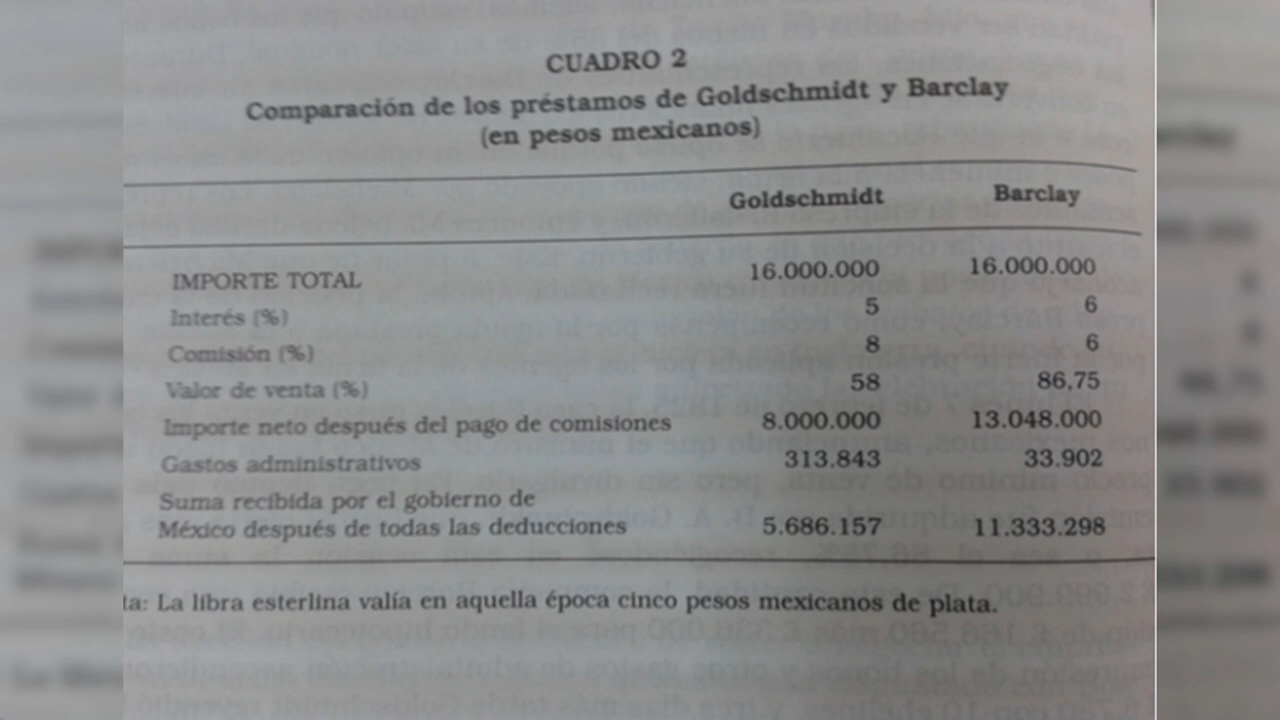 CUADRO 2
Comparación de los préstamos de Goldschmidt y Barclay
(en pesos mexicanos)
Goldschmidt Barclay
IMPORTE TOTAL 16.000.000 16.000.000
Interés (%) 5 6
Comisión (%) 8 6
Valor de venta (%) 58 86,75
Importe neto después del pago de comisiones 8.000.000 13.048.000
Gastos administrativos 313.843 33.902
Suma recibida por el gobierno de
México después de todas las deducciones 5.686.157 11.333.298
ta: La libra esterlina valía en aquella época cinco pesos mexicanos de plata.